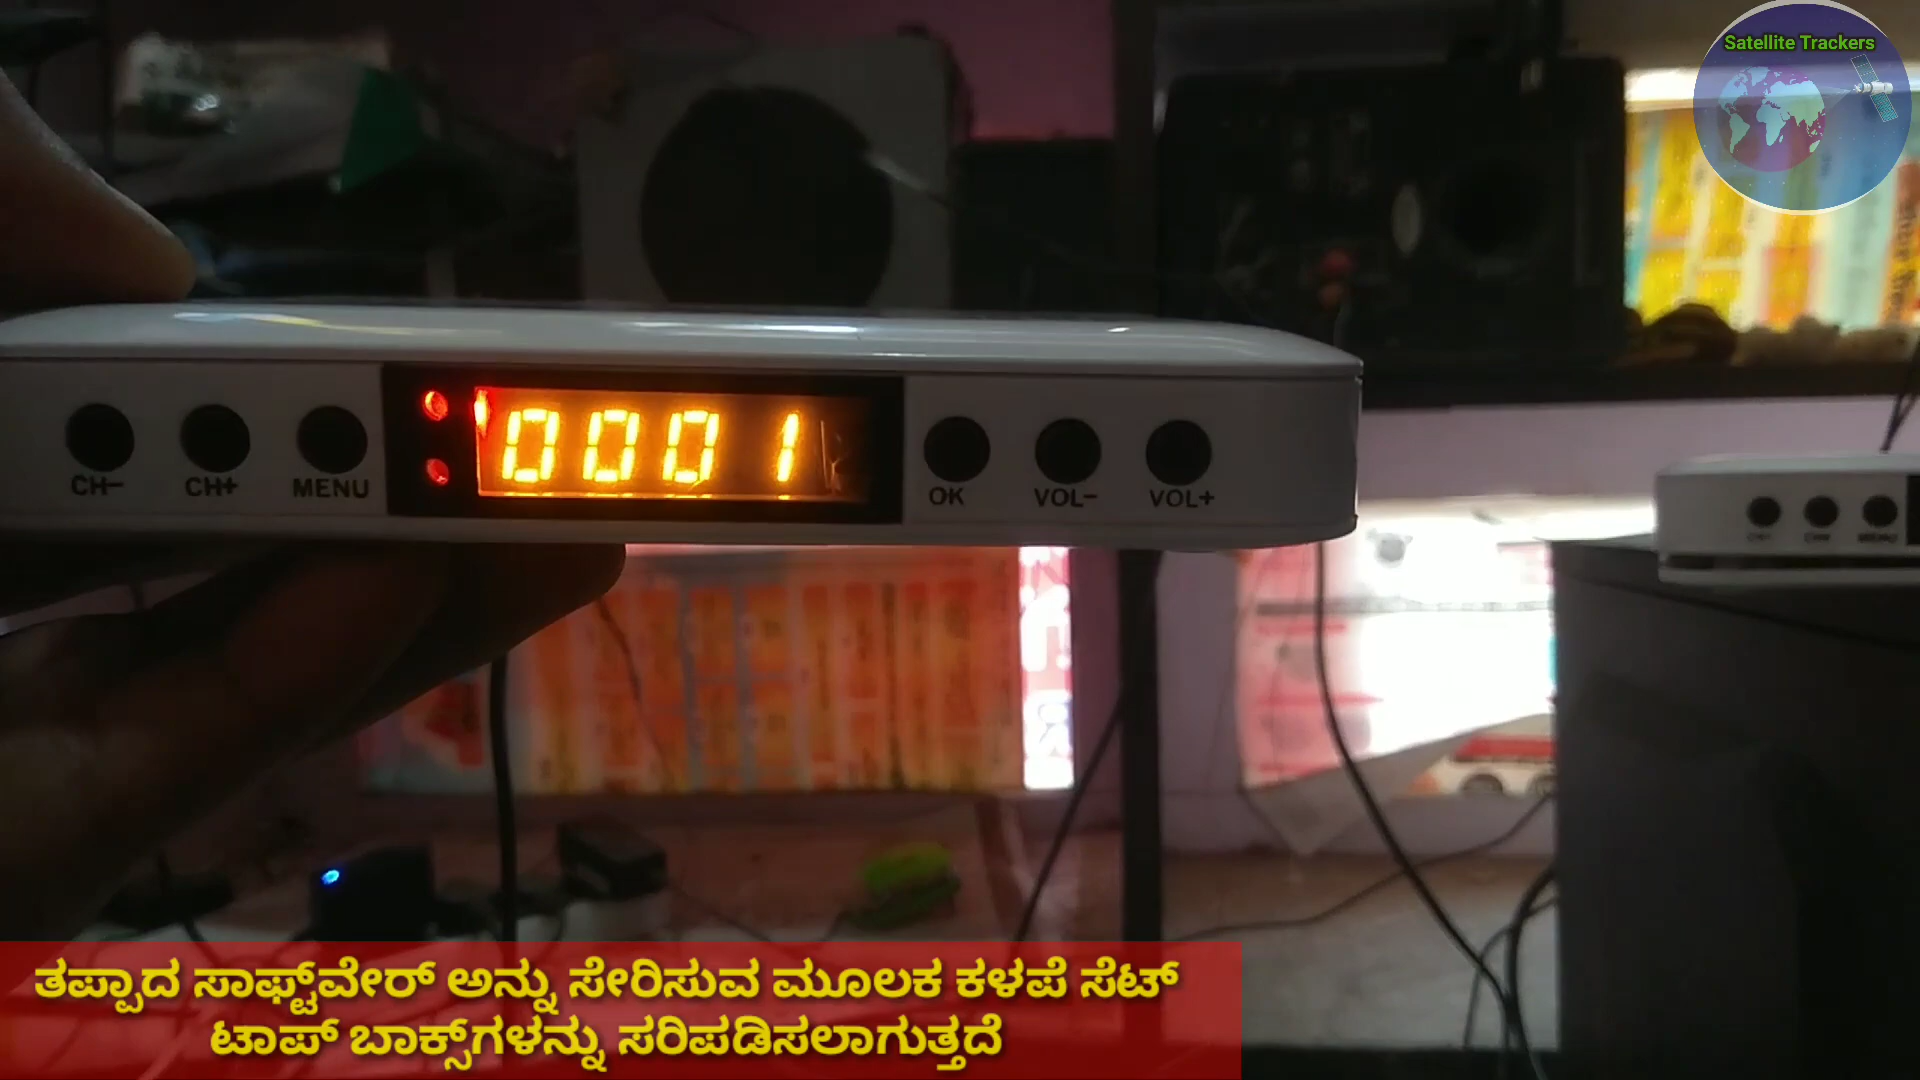 Satellite Trackers
0001
CH-
CH+
MENU
OK
VOL-
VOL+
ತಪ್ಪಾದ ಸಾಫ್ಟ್‌ವೇರ್ ಅನ್ನು ಸೇರಿಸುವ ಮೂಲಕ ಕಳಪೆ ಸೆಟ್
ಟಾಪ್ ಬಾಕ್ಸ್‌ಗಳನ್ನು ಸರಿಪಡಿಸಲಾಗುತ್ತದೆ